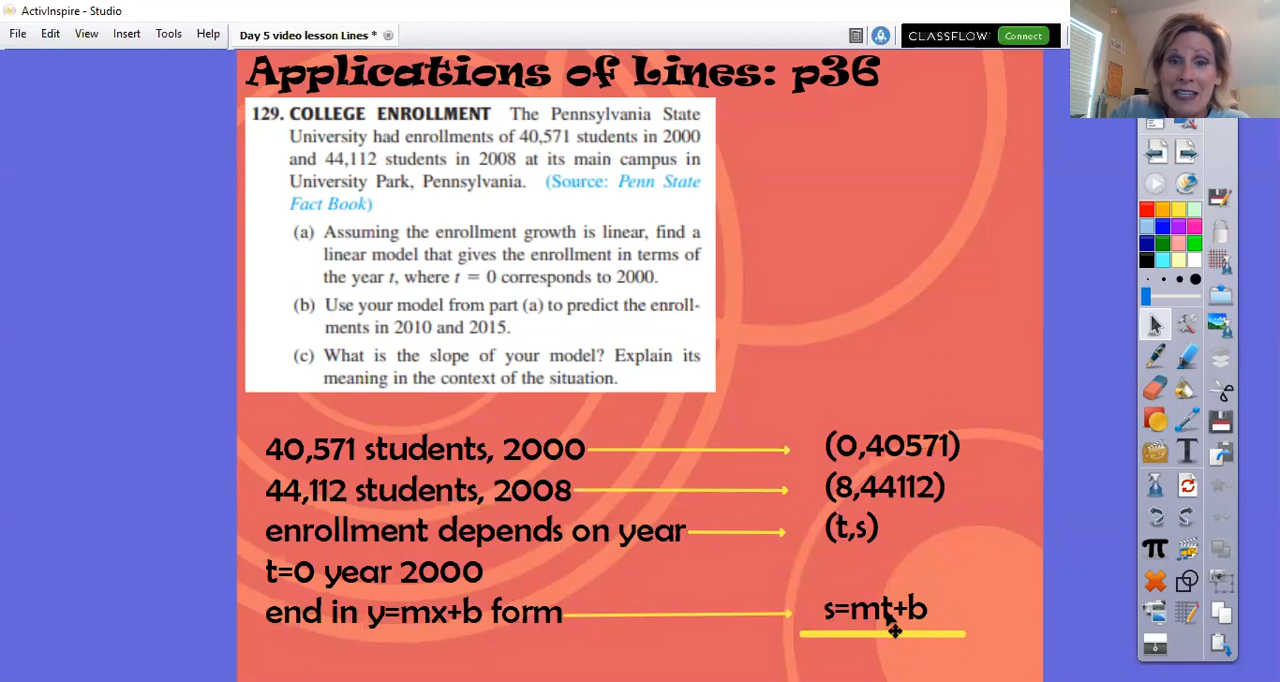 ActivInspire - Studio
File Edit View Insert Tools Help
Day 5 video lesson Lines *
CLASSFLOW Connect
Applications of Lines: p36
129. COLLEGE ENROLLMENT The Pennsylvania State
University had enrollments of 40,571 students in 2000
and 44,112 students in 2008 at its main campus in
University Park, Pennsylvania. (Source: Penn State
Fact Book)
(a) Assuming the enrollment growth is linear, find a
linear model that gives the enrollment in terms of
the year t, where t = 0 corresponds to 2000.
(b) Use your model from part (a) to predict the enroll-
ments in 2010 and 2015.
(c) What is the slope of your model? Explain its
meaning in the context of the situation.
40,571 students, 2000 (0,40571)
44,112 students, 2008 (8,44112)
enrollment depends on year (t,s)
t=0 year 2000
end in y=mx+b form s=mt+b